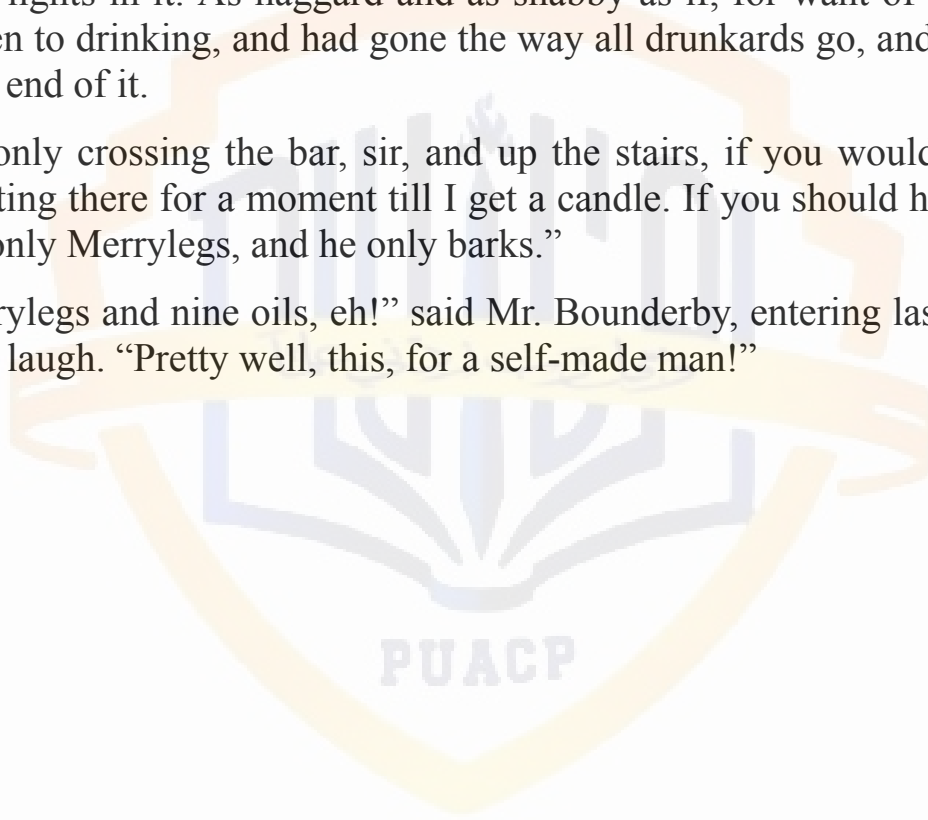 lights in it. As haggard and as shabby as if, for want of
en to drinking, and had gone the way all drunkards go, and
end of it.
only crossing the bar, sir, and up the stairs, if you would
ting there for a moment till I get a candle. If you should h
only Merrylegs, and he only barks.”
rylegs and nine oils, eh!” said Mr. Bounderby, entering las
laugh. “Pretty well, this, for a self-made man!”
PUACP